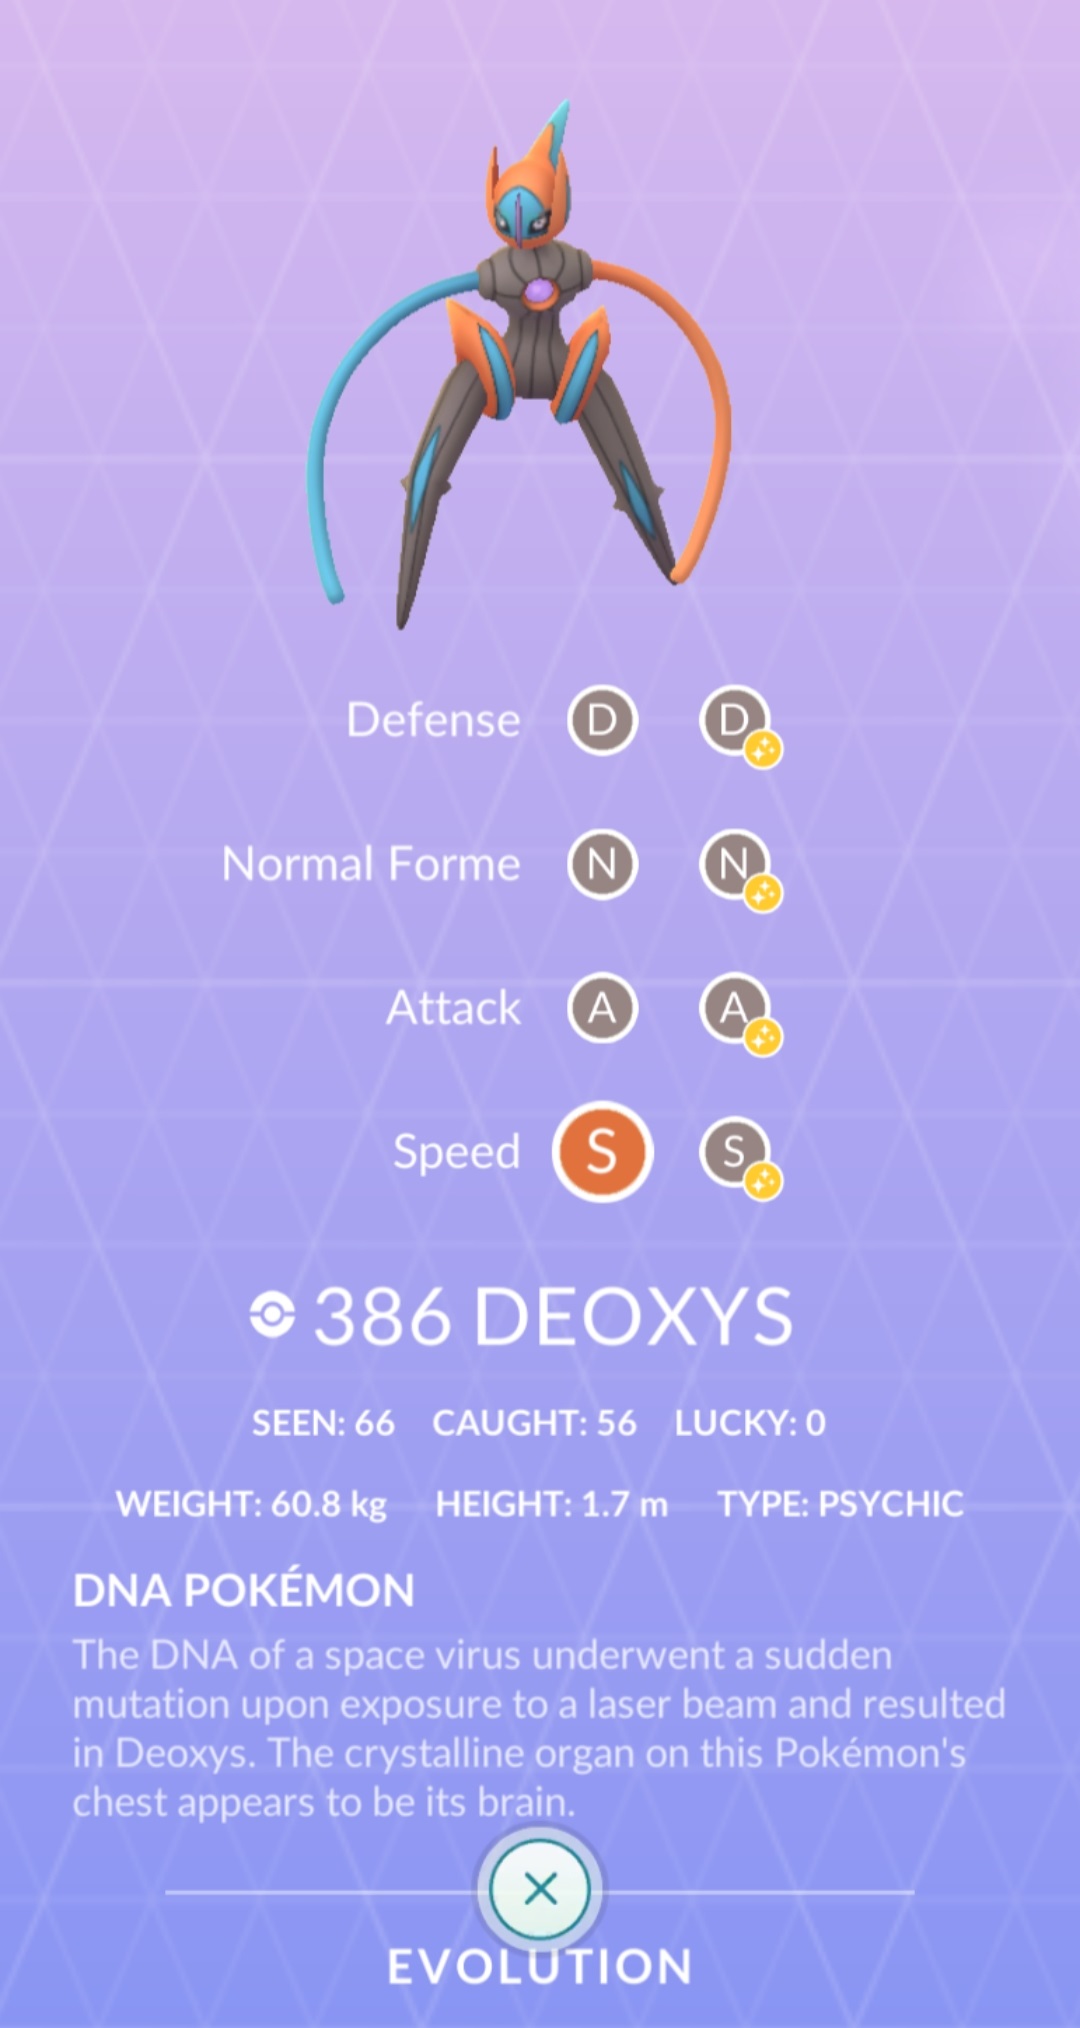 Defense D D
Normal Forme N N
Attack A A
Speed S S
386 DEOXYS
SEEN: 66 CAUGHT: 56 LUCKY: 0
WEIGHT: 60.8 kg HEIGHT: 1.7 m TYPE: PSYCHIC
DNA POKÉMON
The DNA of a space virus underwent a sudden
mutation upon exposure to a laser beam and resulted
in Deoxys. The crystalline organ on this Pokémon's
chest appears to be its brain.
EVOLUTION